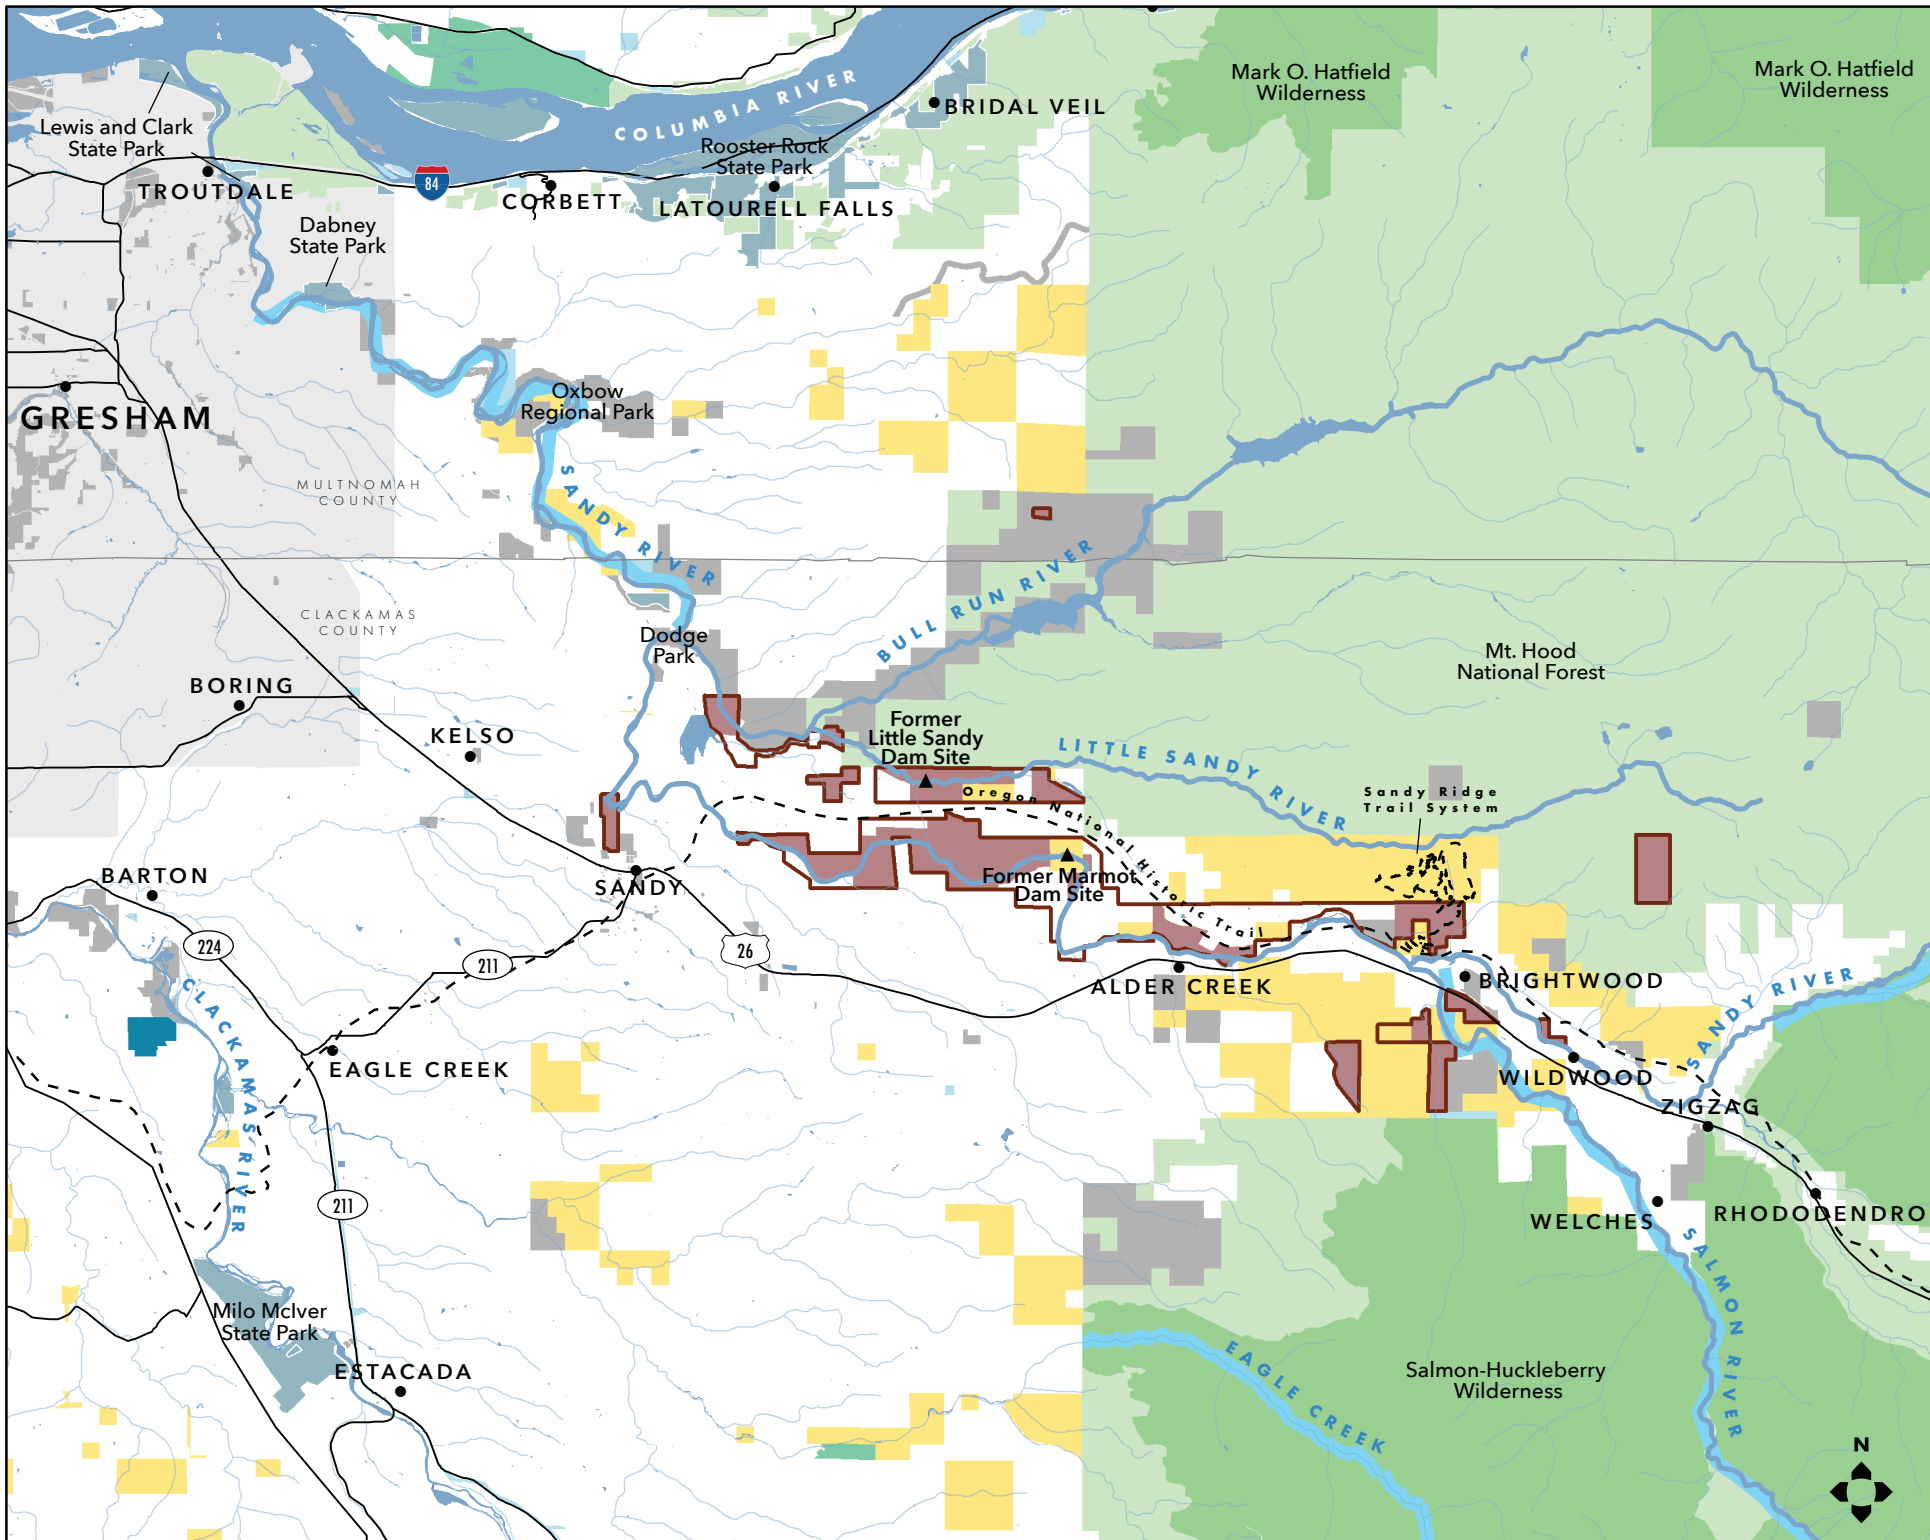 Mark O. Hatfield
Wilderness
Mark O. Hatfield
Wilderness
COLUMBIA RIVER
BRIDAL VEIL
Lewis and Clark
State Park
Rooster Rock
State Park
TROUTDALE
84
CORBETT
LATOURELL FALLS
Dabney
State Park
Oxbow
Regional Park
GRESHAM
SANDY RIVER
MULTNOMAH
COUNTY
BULL RUN RIVER
CLACKAMAS
COUNTY
Dodge
Park
Mt. Hood
National Forest
BORING
KELSO
Former
Little Sandy
Dam Site
LITTLE SANDY RIVER
Oregon National Historic Trail
Sandy Ridge
Trail System
BARTON
SANDY
Former Marmot
Dam Site
224
211
26
ALDER CREEK
BRIGHTWOOD
SANDY RIVER
CLACKAMAS RIVER
EAGLE CREEK
WILDWOOD
ZIGZAG
211
WELCHES
RHODODENDRO
SALMON RIVER
Milo McIver
State Park
EAGLE CREEK
ESTACADA
Salmon-Huckleberry
Wilderness
N